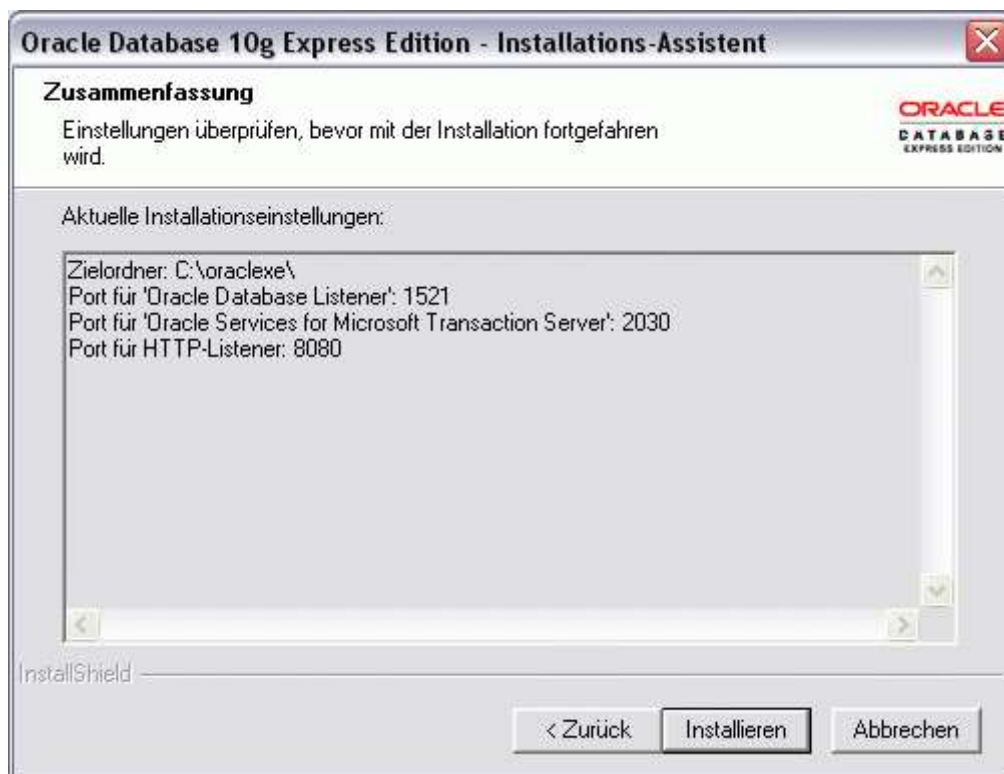 Oracle Database 10g Express Edition - Installations-Assistent
Zusammenfassung
Einstellungen überprüfen, bevor mit der Installation fortgefahren
wird.
ORACLE
DATABASE
EXPRESS EDITION
Aktuelle Installationseinstellungen:
Zielordner: C:\oraclexe\
Port für 'Oracle Database Listener': 1521
Port für 'Oracle Services for Microsoft Transaction Server': 2030
Port für HTTP-Listener: 8080
InstallShield
< Zurück
Installieren
Abbrechen